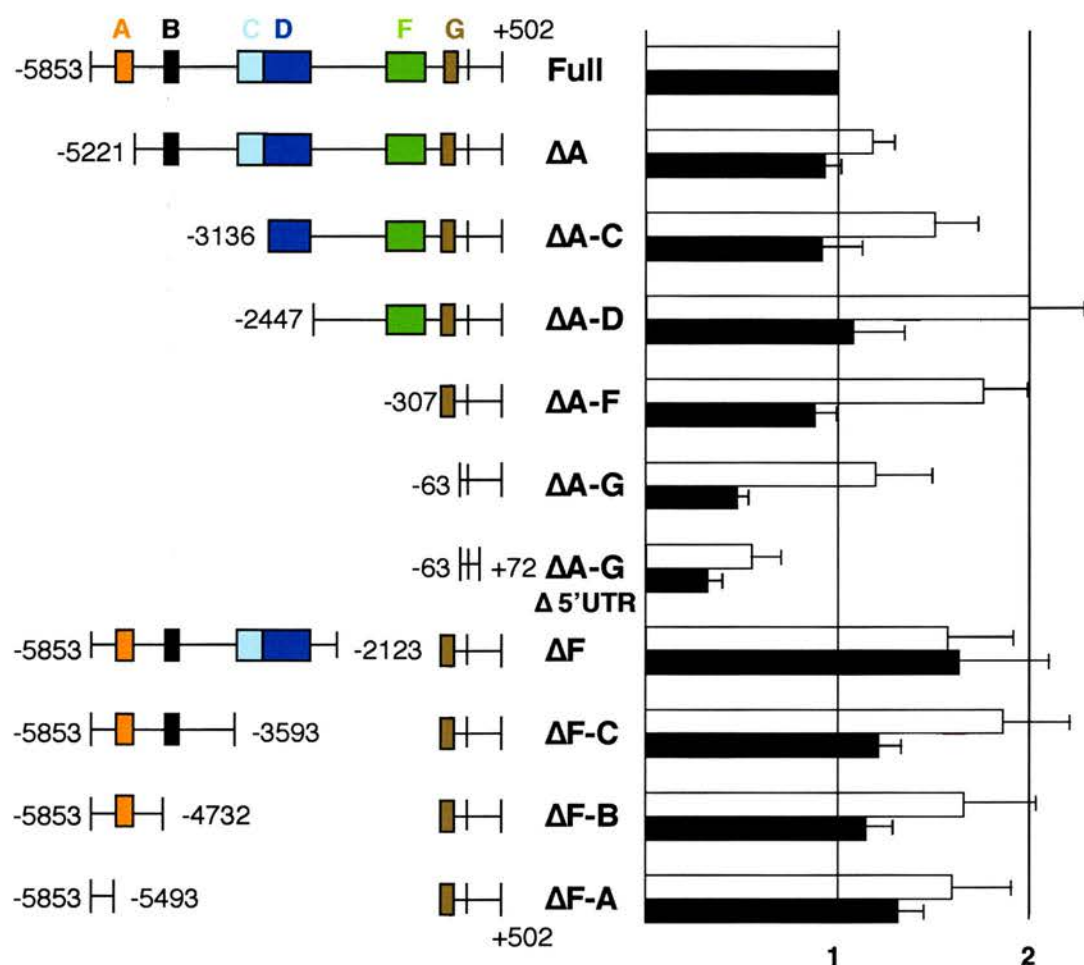 A B C D F G +502
-5853 Full
-5221 ΔA
-3136 ΔA-C
-2447 ΔA-D
-307 ΔA-F
-63 ΔA-G
-63 +72 ΔA-G
Δ 5'UTR
-5853 -2123 ΔF
-5853 -3593 ΔF-C
-5853 -4732 ΔF-B
-5853 -5493 ΔF-A
+502
1 2